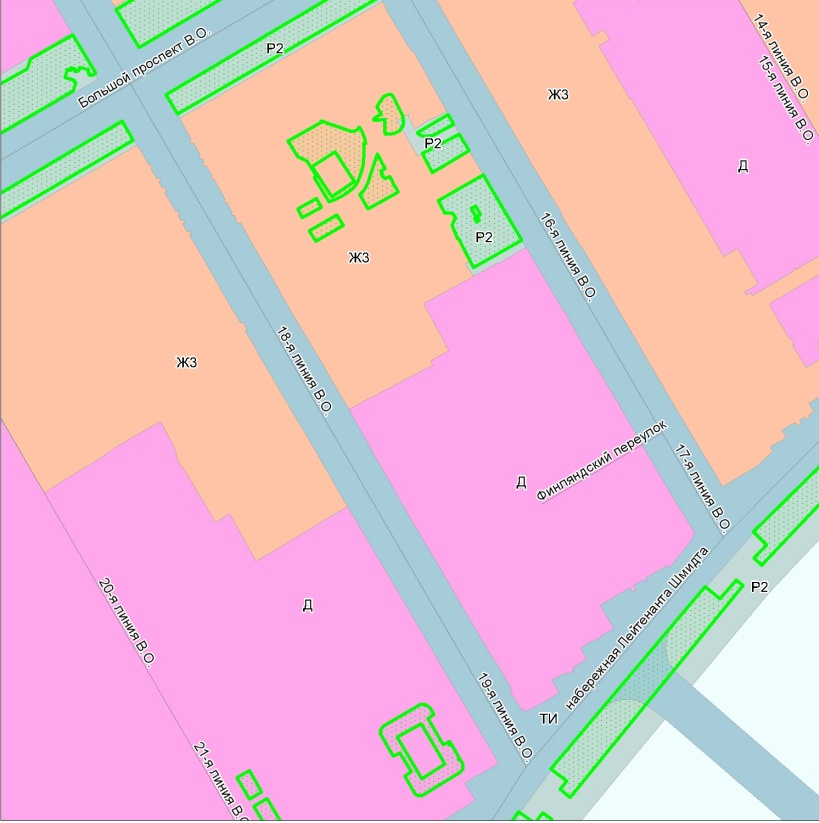 14-я линия В.О.
Большой проспект В.О.
Р2
15-я линия В.О.
Ж3
Р2
Д
16-я линия В.О.
Р2
Ж3
18-я линия В.О.
Ж3
Финляндский переулок
17-я линия В.О.
Д
набережная Лейтенанта Шмидта
20-я линия В.О.
Р2
Д
19-я линия В.О.
ТИ
21-я линия В.О.